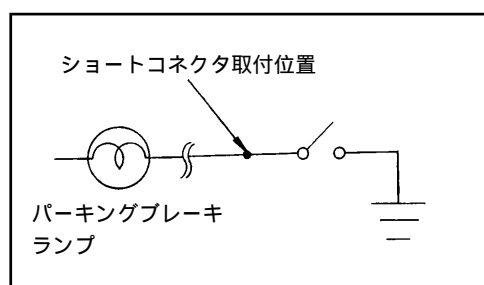 ショートコネクタ取付位置
パーキングブレーキ
ランプ